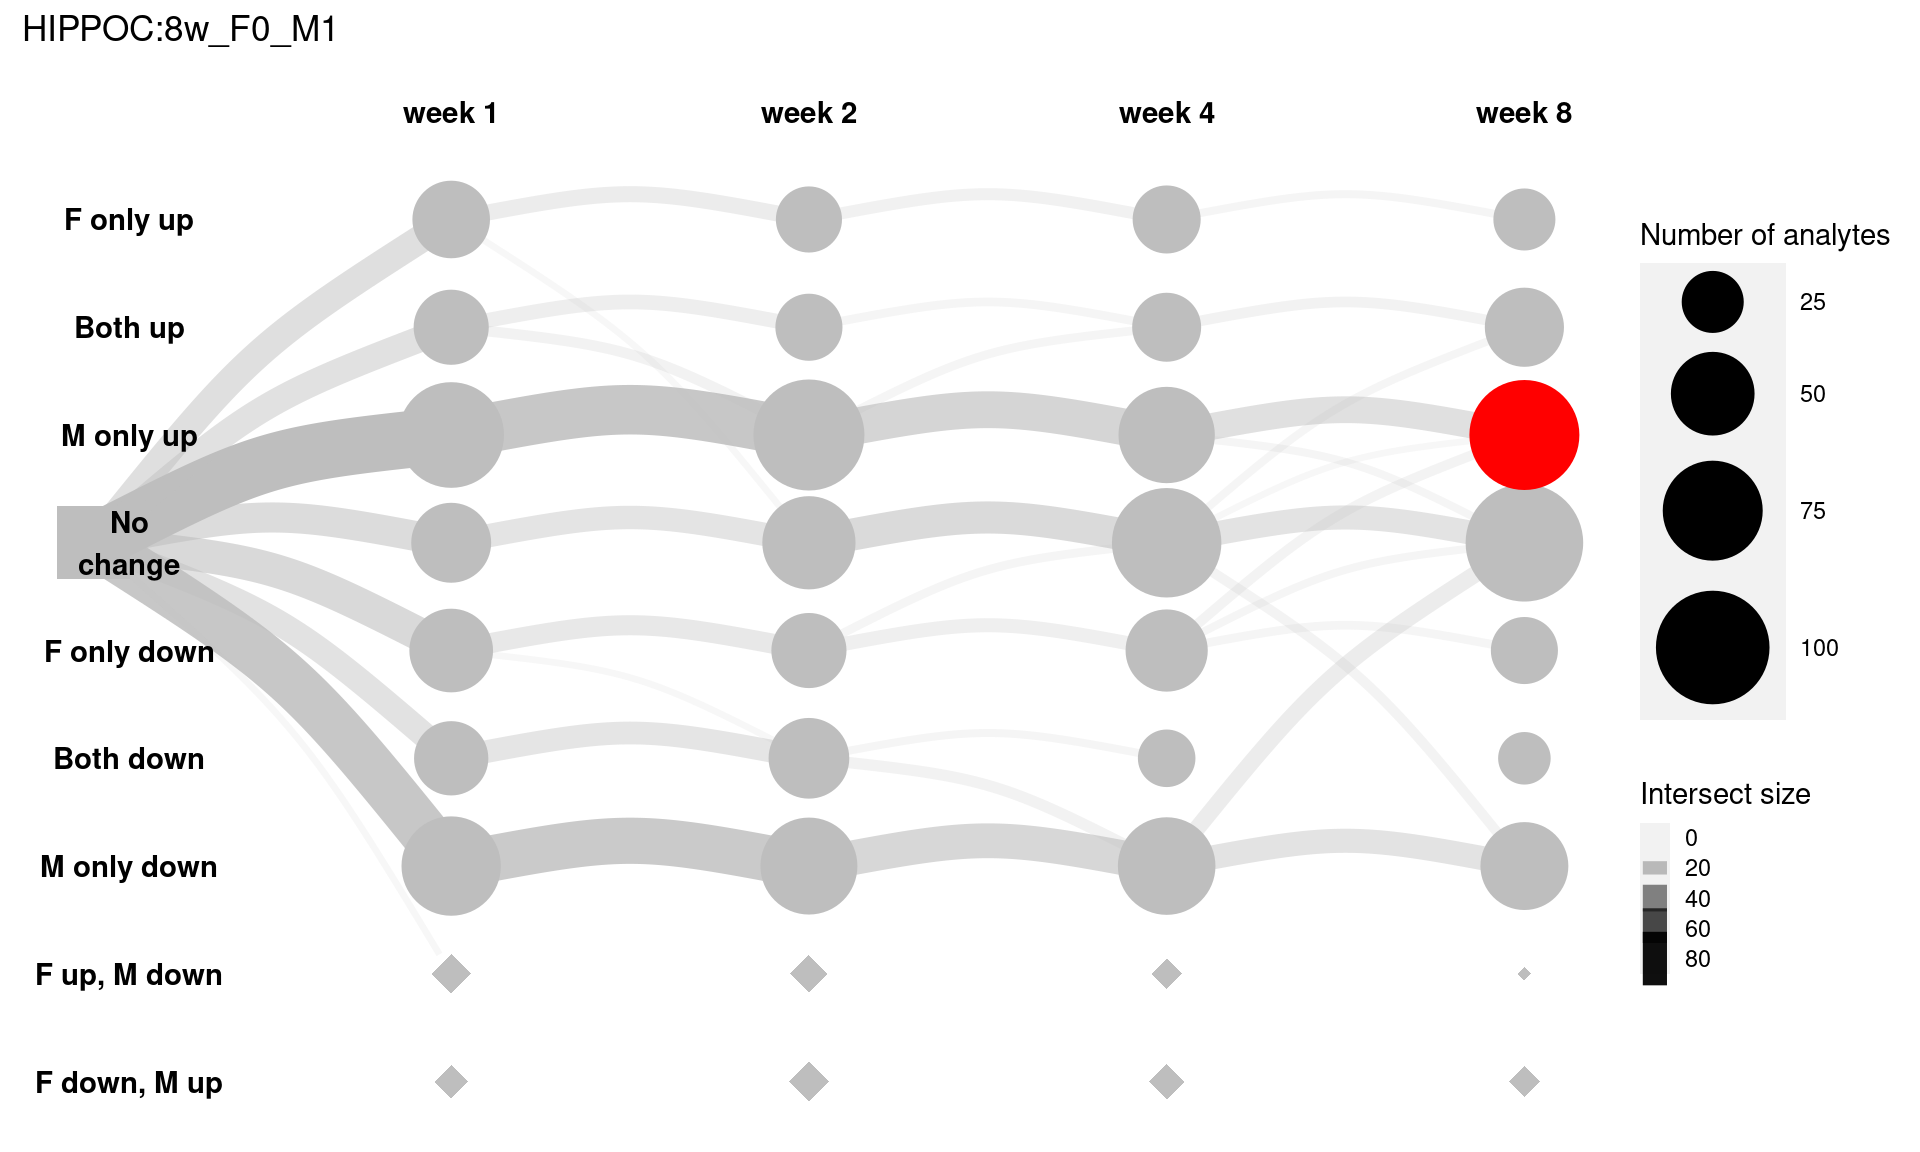 HIPPOC:8w_F0_M1
week 1
week 2
week 4
week 8
F only up
Both up
M only up
No
change
F only down
Both down
M only down
F up, M down
F down, M up
Number of analytes
25
50
75
100
Intersect size
0
20
40
60
80